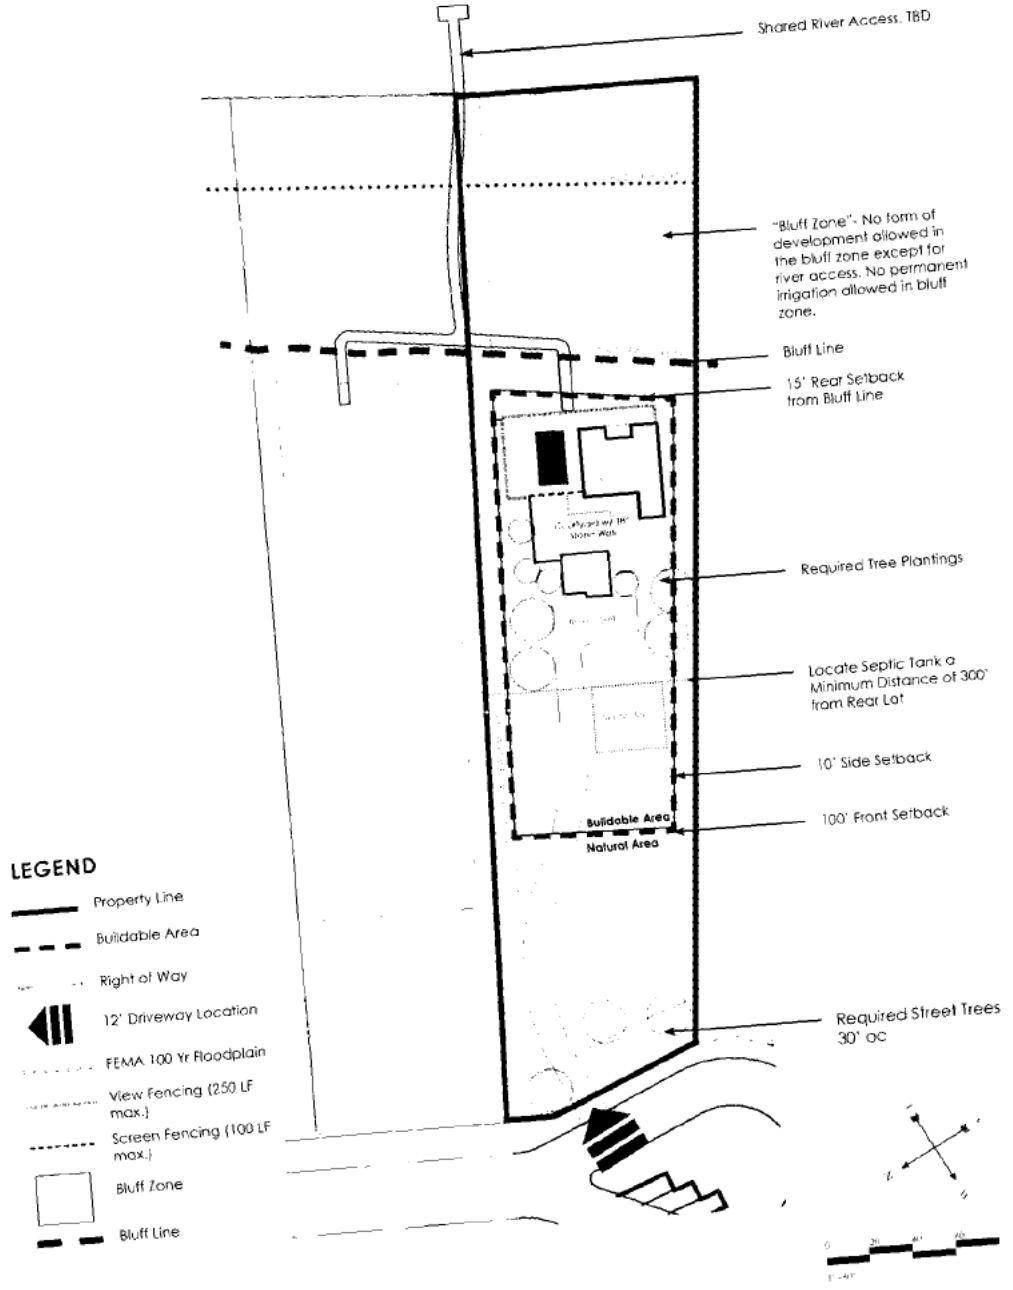 Shared River Access. TBD
"Bluff Zone"- No form of
development allowed in
the bluff zone except for
river access. No permanent
irrigation allowed in bluff
zone.
Bluff Line
15' Rear Setback
from Bluff Line
Required Tree Plantings
Locate Septic Tank a
Minimum Distance of 300'
from Rear Lot
10' Side Setback
Buildable Area
100' Front Setback
Natural Area
LEGEND
Property Line
Buildable Area
Right of Way
12' Driveway Location
FEMA 100 Yr Floodplain
View Fencing (250 LF
max.)
Screen Fencing (100 LF
max.)
Bluff Zone
Bluff Line
Required Street Trees
30' oc
0 20